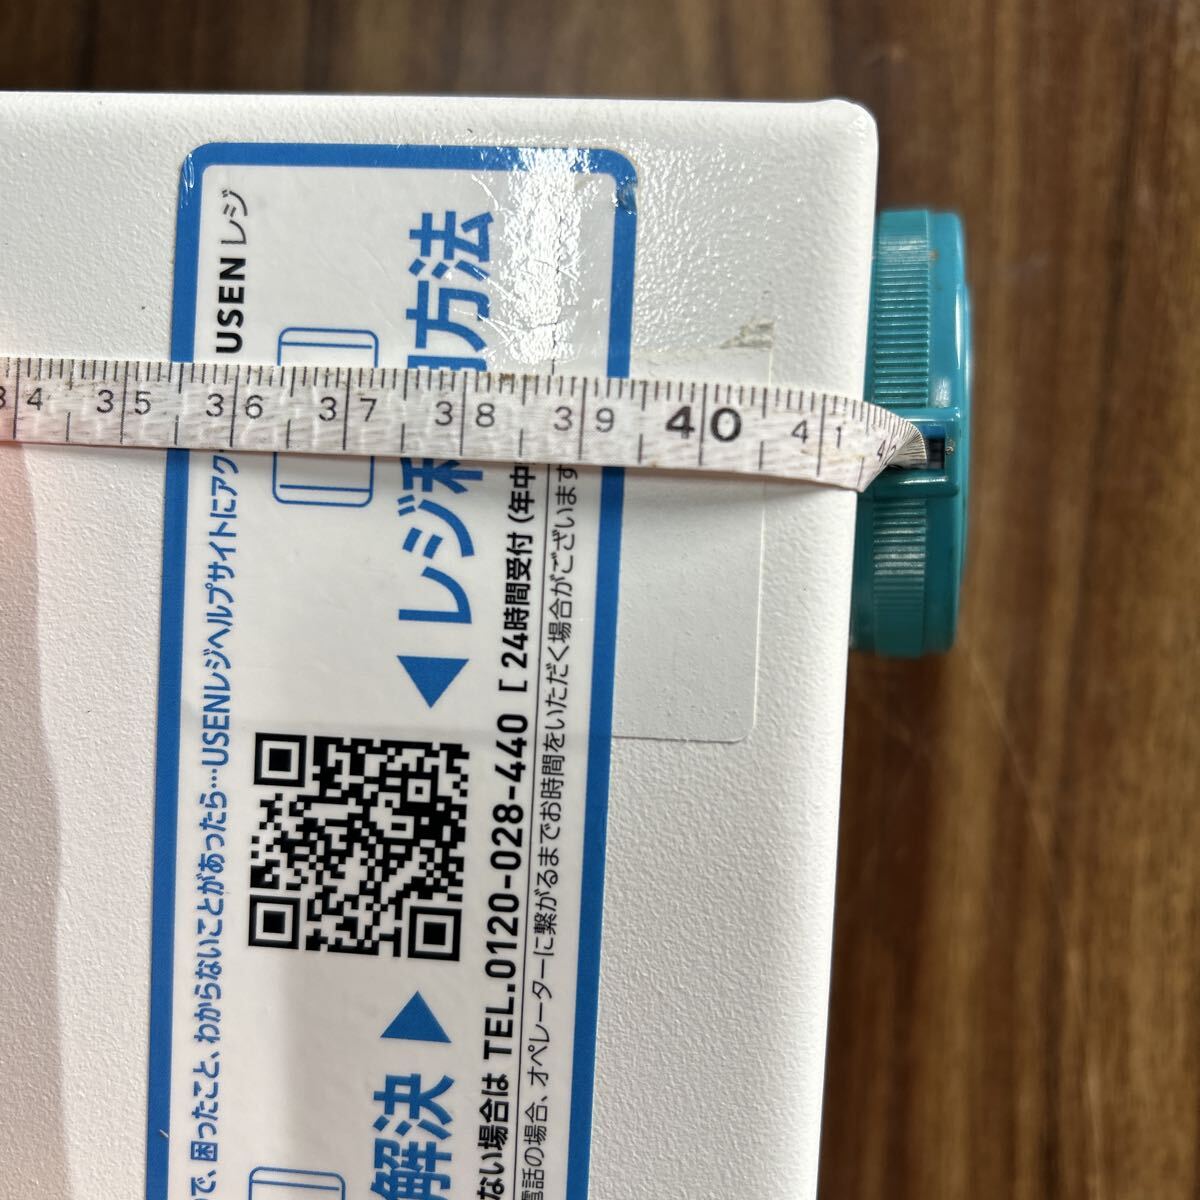 USENレジ
で、困ったこと、わからないことがあったら…USENレジヘルプサイトにアク
解決
レジ利用方法
ない場合は TEL.0120-028-440 [ 24時間受付 (年中
電話の場合、オペレーターに繋がるまでお時間をいただく場合がございます
34 35 36 37 38 39 40 41 42